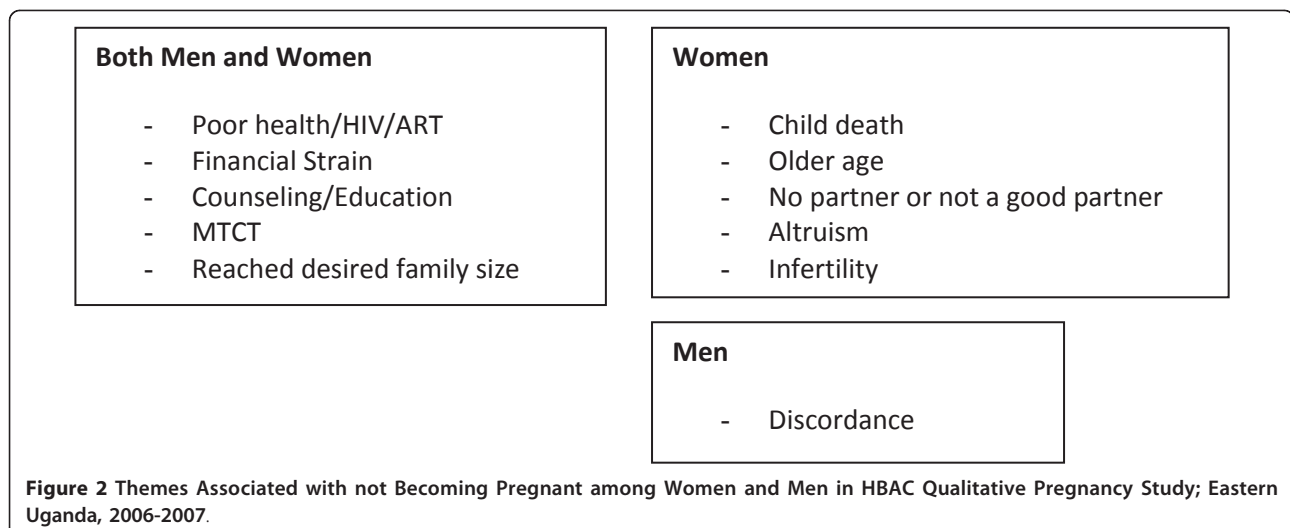 Both Men and Women
- Poor health/HIV/ART
- Financial Strain
- Counseling/Education
- MTCT
- Reached desired family size
Women
- Child death
- Older age
- No partner or not a good partner
- Altruism
- Infertility
Men
- Discordance
Figure 2 Themes Associated with not Becoming Pregnant among Women and Men in HBAC Qualitative Pregnancy Study; Eastern
Uganda, 2006-2007.